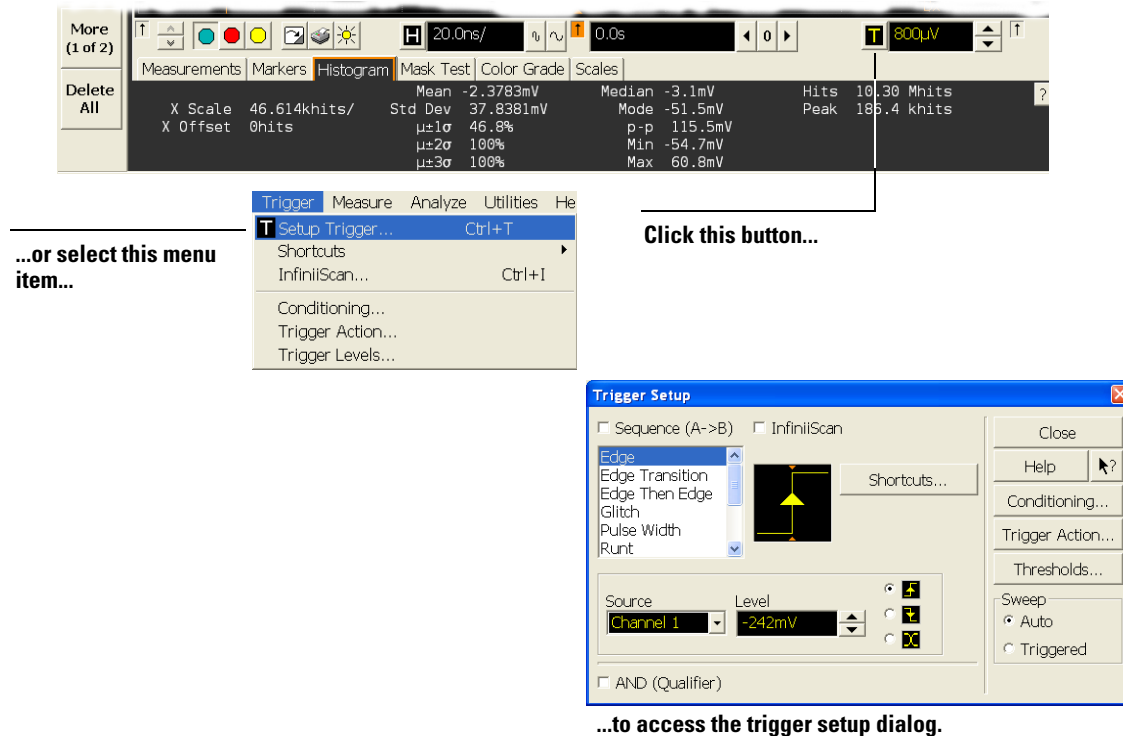 More
(1 of 2)
Delete
All
H 20.0ns/ 0.0s 0 T 800µV
Measurements Markers Histogram Mask Test Color Grade Scales
Mean -2.3783mV Median -3.1mV Hits 10.30 Mhits ?
X Scale 46.614khits/ Std Dev 37.8381mV Mode -51.5mV Peak 186.4 khits
X Offset 0hits µ±1σ 46.8% p-p 115.5mV
µ±2σ 100% Min -54.7mV
µ±3σ 100% Max 60.8mV
...or select this menu
item...
Trigger Measure Analyze Utilities He
T Setup Trigger... Ctrl+T
Shortcuts
InfiniiScan... Ctrl+I
Conditioning...
Trigger Action...
Trigger Levels...
Click this button...
Trigger Setup
Sequence (A->B) InfiniiScan
Edge
Edge Transition
Edge Then Edge
Glitch
Pulse Width
Runt
Shortcuts...
Source Level
Channel 1 -242mV
AND (Qualifier)
Close
Help ?
Conditioning...
Trigger Action...
Thresholds...
Sweep
Auto
Triggered
...to access the trigger setup dialog.